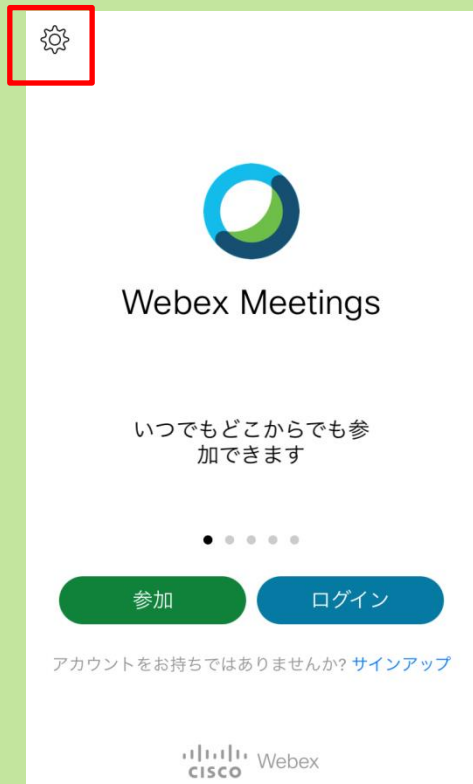 Webex Meetings
いつでもどこからでも参
加できます
参加
ログイン
アカウントをお持ちではありませんか? サインアップ
CISCO Webex